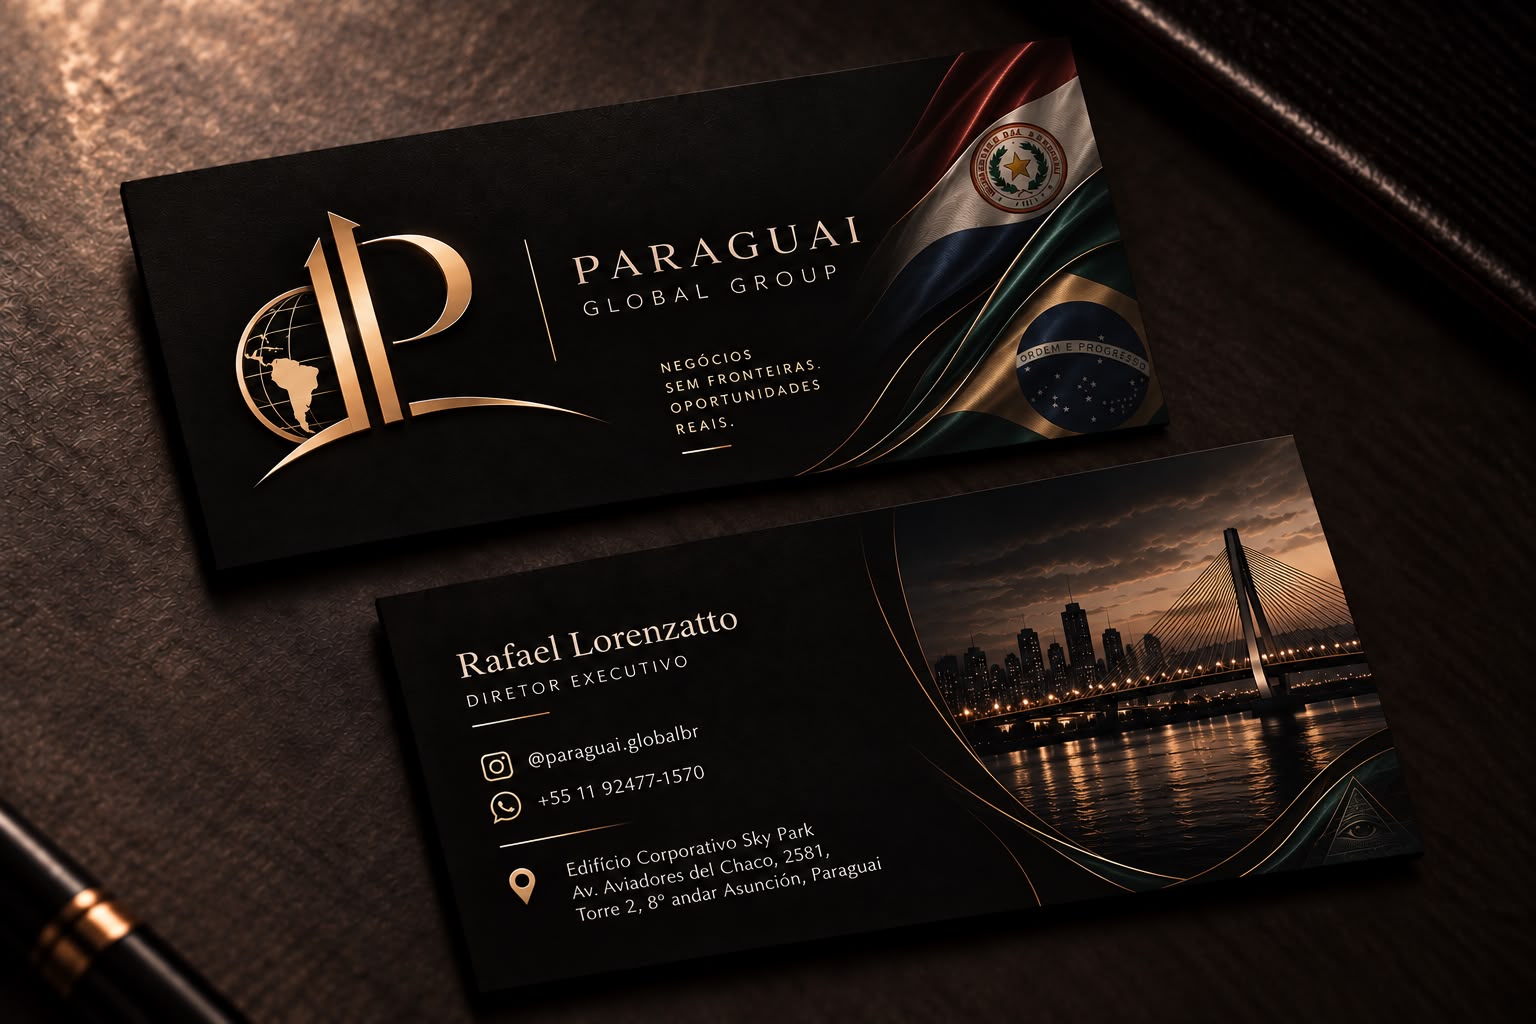 PARAGUAI
GLOBAL GROUP
NEGÓCIOS
SEM FRONTEIRAS.
OPORTUNIDADES
REAIS.
ORDEM E PROGRESSO
Rafael Lorenzatto
DIRETOR EXECUTIVO
@paraguai.globalbr
+55 11 92477-1570
Edifício Corporativo Sky Park
Av. Aviadores del Chaco, 2581,
Torre 2, 8º andar Asunción, Paraguai